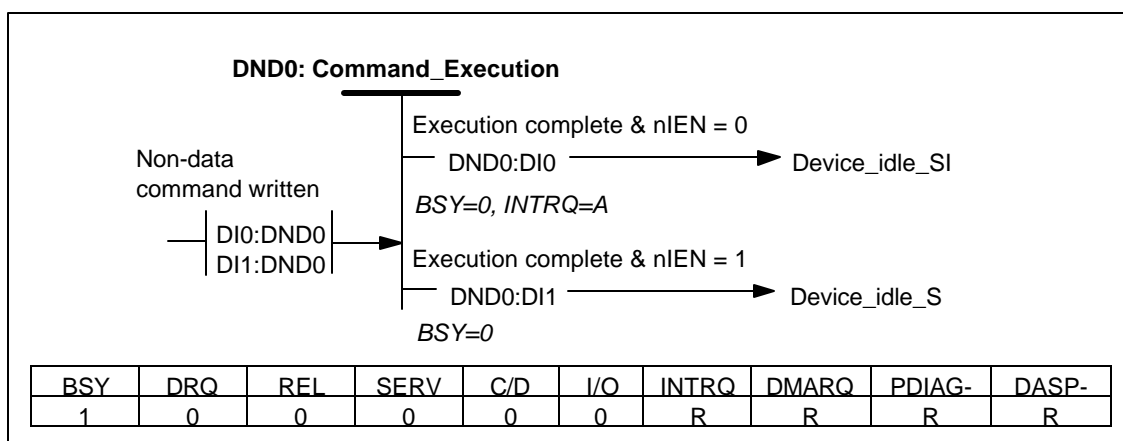 DND0: Command_Execution
Execution complete & nIEN = 0
DND0:DI0
Device_idle_SI
BSY=0, INTRQ=A
Non-data
command written
DI0:DND0
DI1:DND0
Execution complete & nIEN = 1
DND0:DI1
Device_idle_S
BSY=0
BSY DRQ REL SERV C/D I/O INTRQ DMARQ PDIAG- DASP-
1 0 0 0 0 0 R R R R